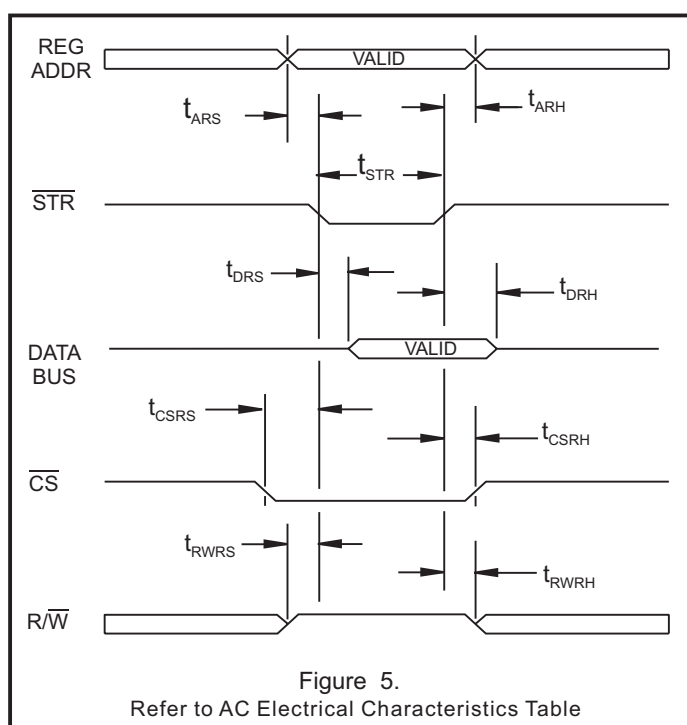 REG
ADDR
VALID
tARS
tARH
tSTR
STR
tDRS
tDRH
DATA
BUS
VALID
tCSRS
tCSRH
CS
tRWRS
tRWRH
R/W
Figure 5.
Refer to AC Electrical Characteristics Table